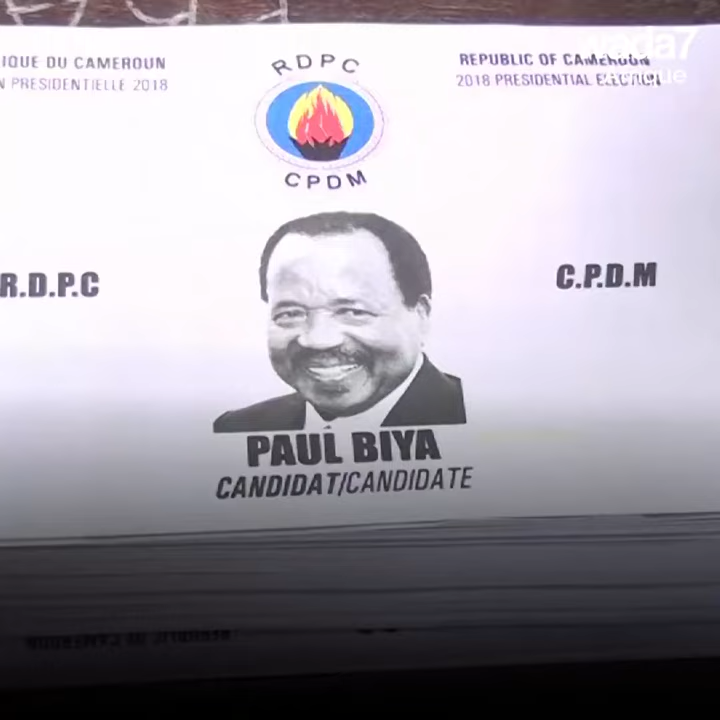 IQUE DU CAMEROUN
N PRESIDENTIELLE 2018
RDPC
CPDM
REPUBLIC OF CAMEROUN
2018 PRESIDENTIAL ELECTION
R.D.P.C
C.P.D.M
PAUL BIYA
CANDIDAT/CANDIDATE